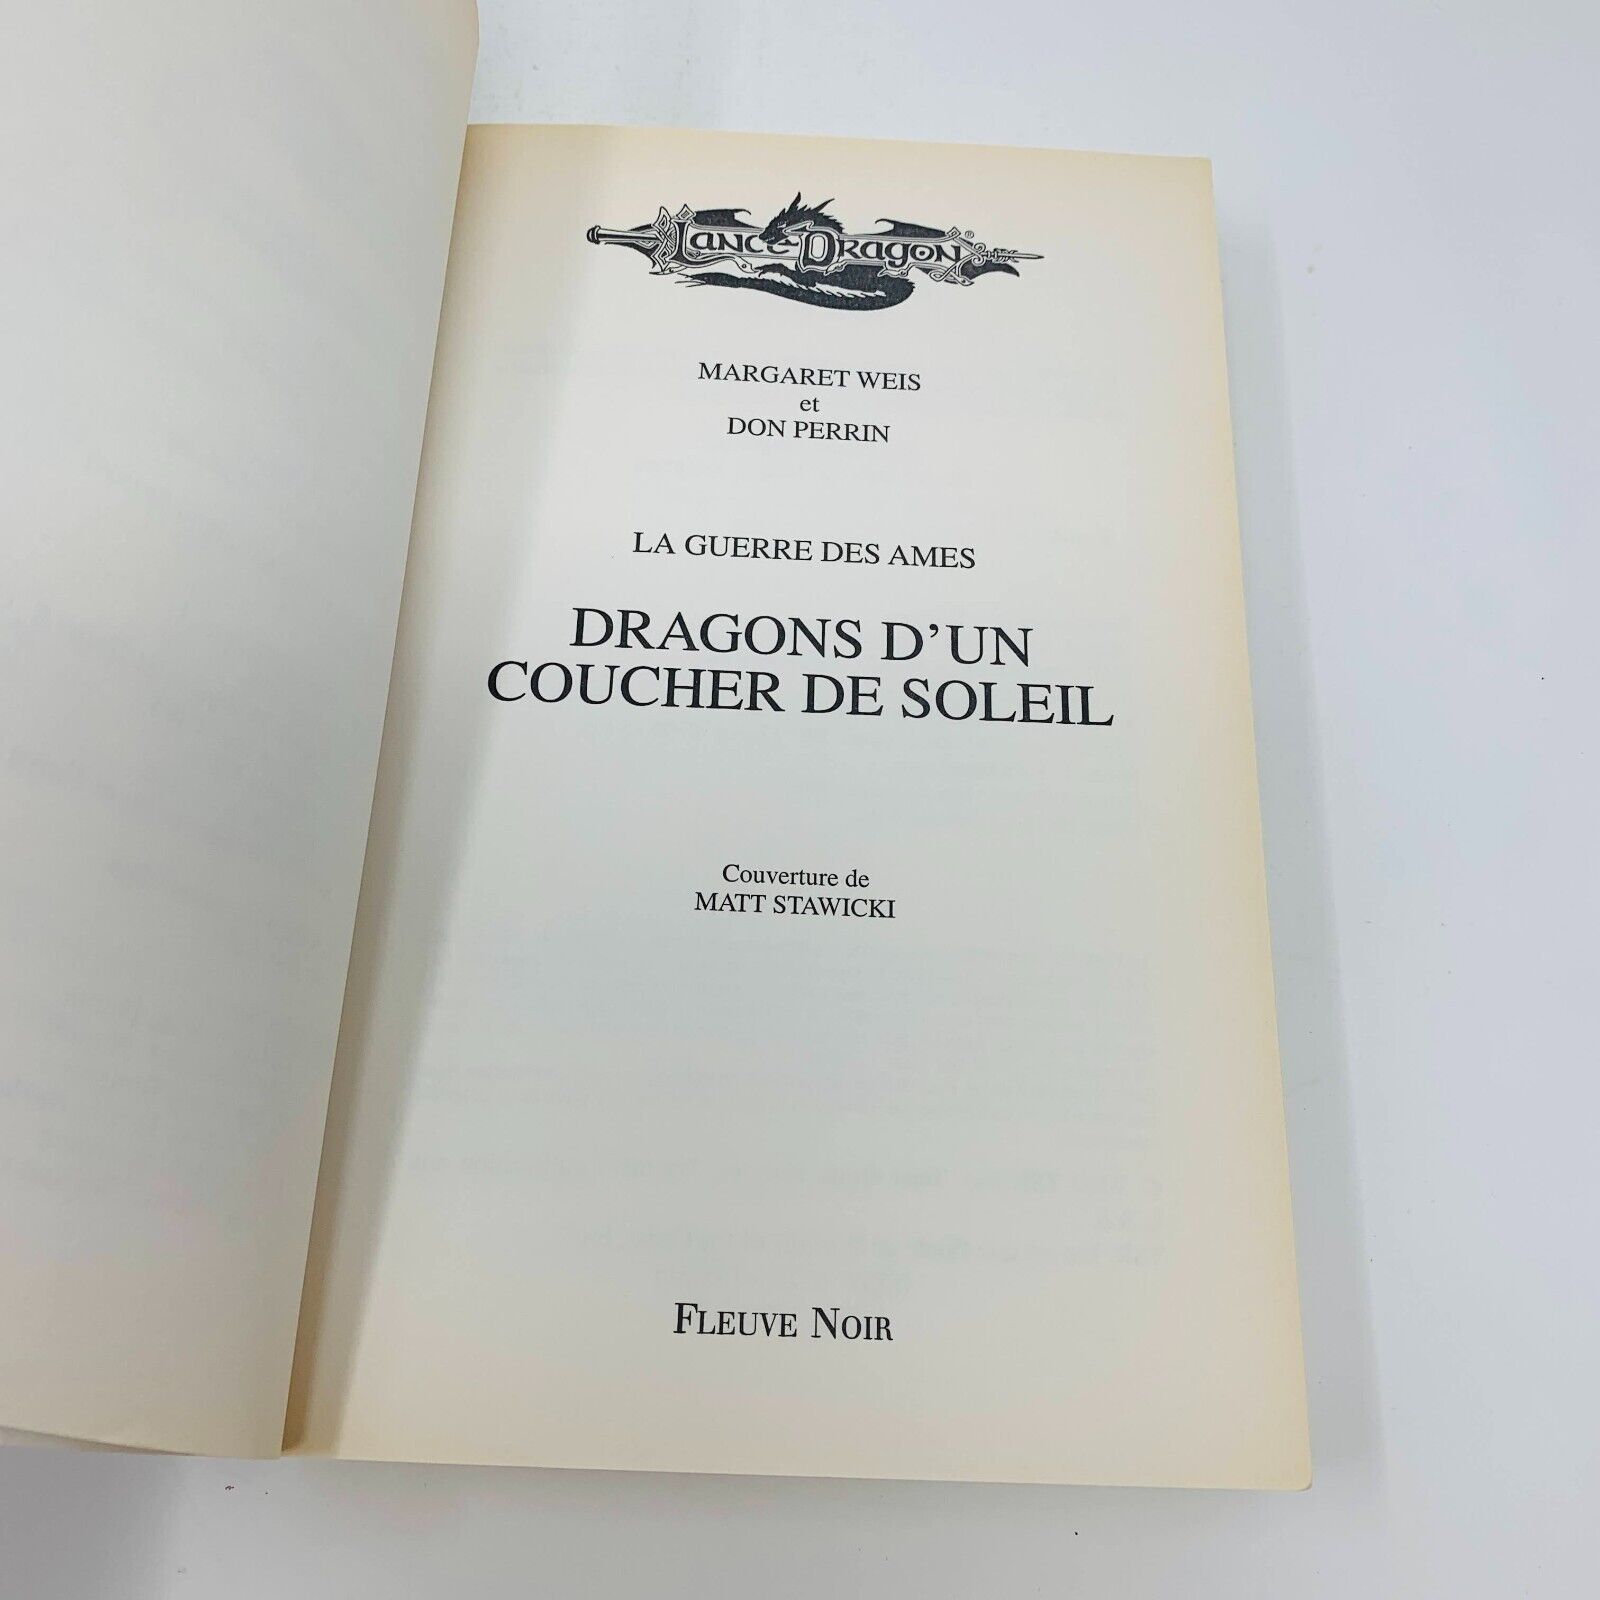 Lance-Dragon®
MARGARET WEIS
et
DON PERRIN
LA GUERRE DES AMES
DRAGONS D'UN
COUCHER DE SOLEIL
Couverture de
MATT STAWICKI
FLEUVE NOIR